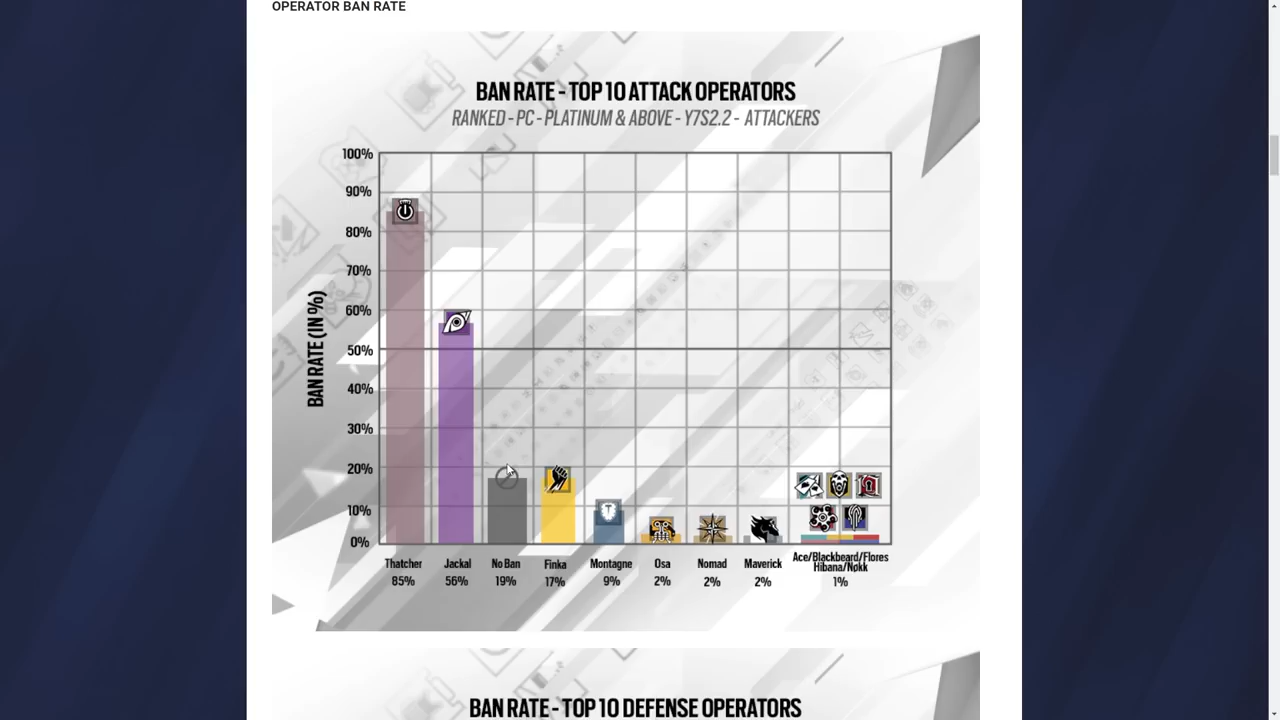 OPERATOR BAN RATE
BAN RATE - TOP 10 ATTACK OPERATORS
RANKED - PC - PLATINUM & ABOVE - Y7S2.2 - ATTACKERS
BAN RATE (IN %)
100%
90%
80%
70%
60%
50%
40%
30%
20%
10%
0%
Thatcher Jackal No Ban Finka Montagne Osa Nomad Maverick Ace/Blackbeard/Flores
Hibana/Nøkk
85% 56% 19% 17% 9% 2% 2% 2% 1%
BAN RATE - TOP 10 DEFENSE OPERATORS